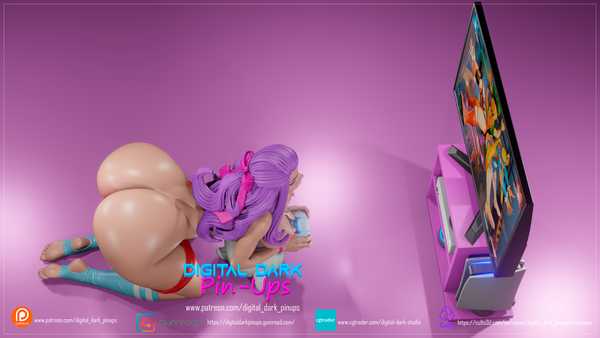 DIGITAL DARK
Pin-Ups
www.patreon.com/digital_dark_pinups
www.patreon.com/digital_dark_pinups
https://digitaldarkpinups.gumroad.com/
cgtrader
www.cgtrader.com/digital-dark-studio